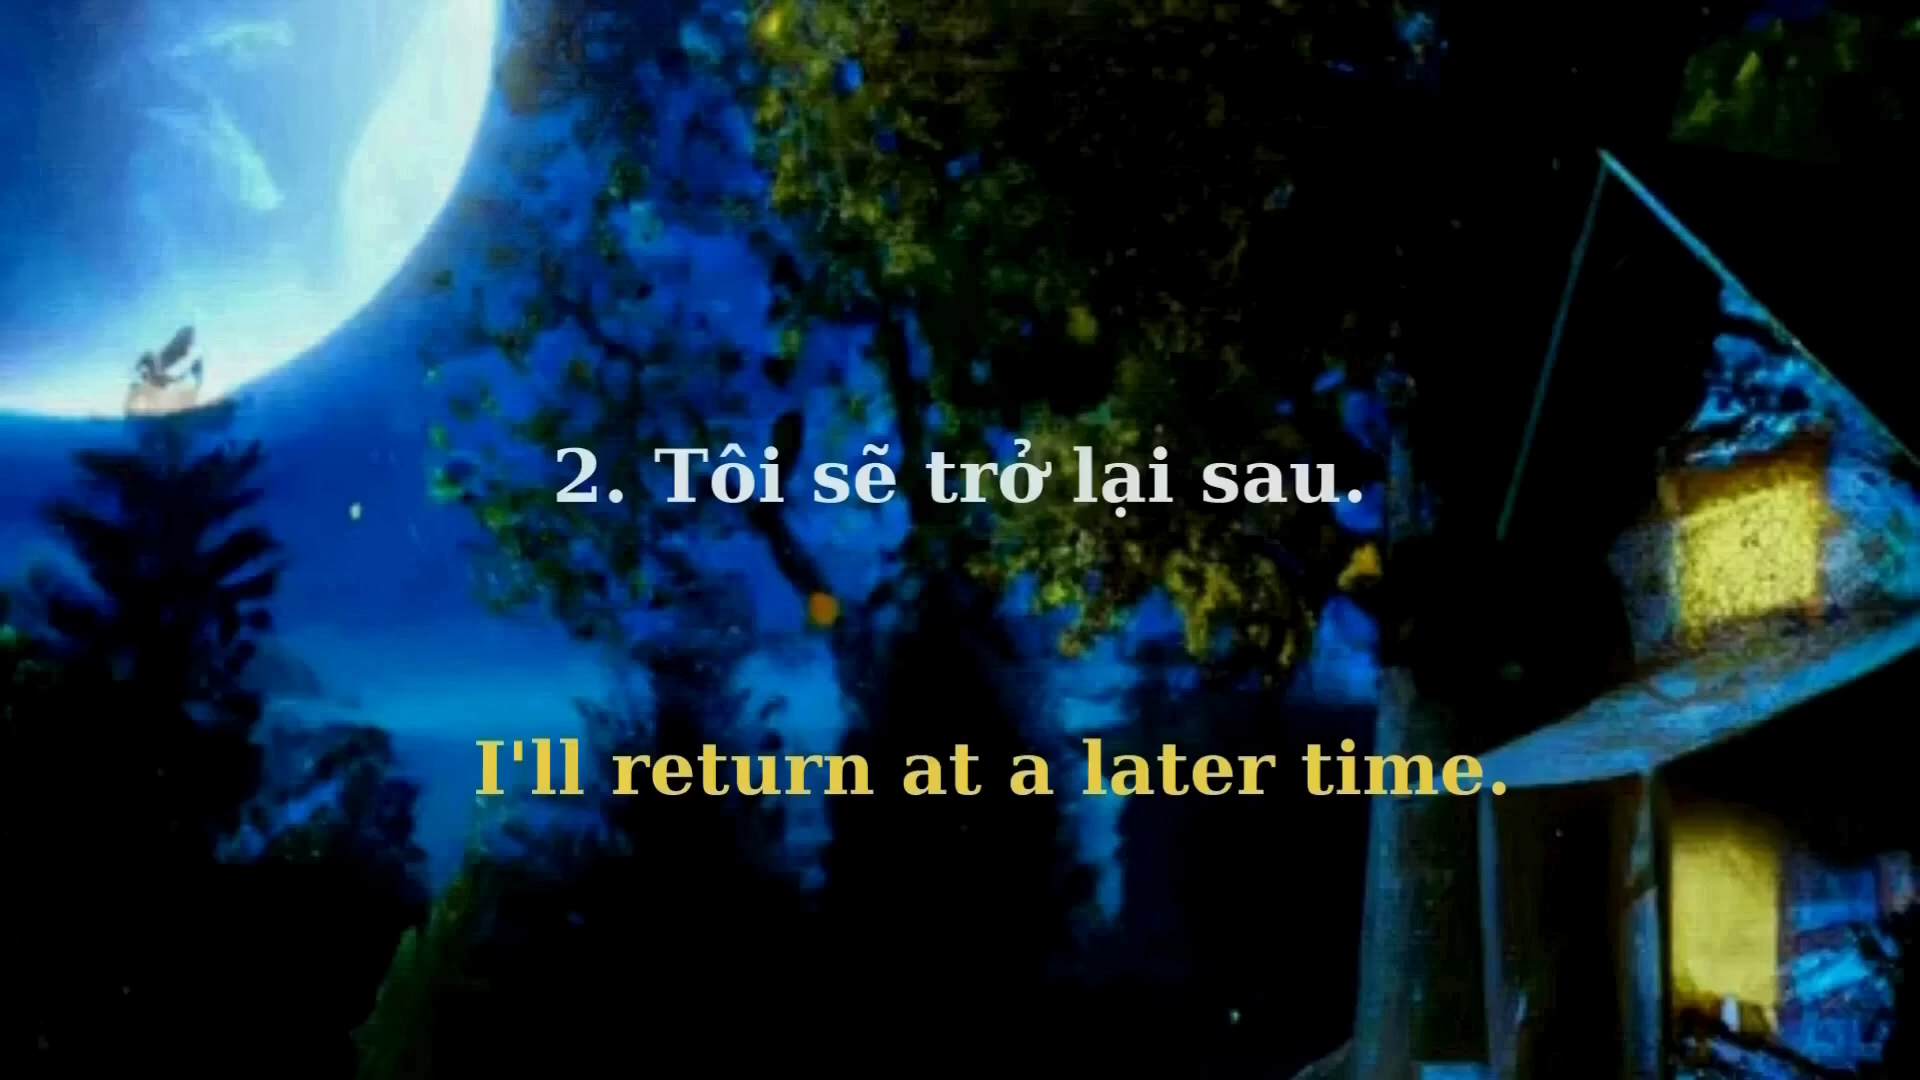 2. Tôi sẽ trở lại sau.
I'll return at a later time.